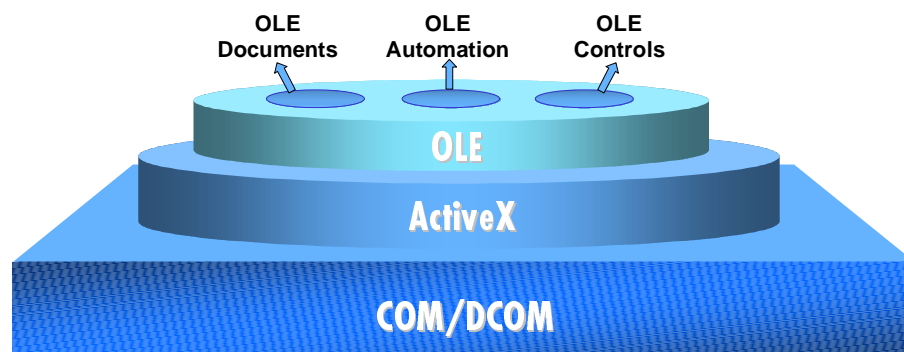 OLE
Documents
OLE
Automation
OLE
Controls
OLE
ActiveX
COM/DCOM